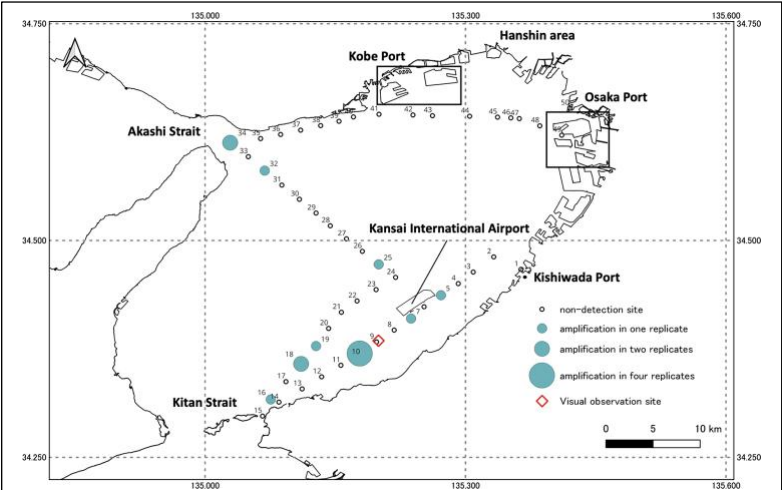 135.000 135.300 135.600
34.750 34.750
Hanshin area
Kobe Port
Osaka Port
Akashi Strait
34 35 36 37 38 39 40 41 42 43 44 45 46 47 48
50
33
32
31
30
29
28
27
26
25
24
23
22
21
20
19
18
17
16
15
14
13
12
11
10
9
8
7
5
4
3
2
1
Kansai International Airport
34.500 34.500
Kishiwada Port
non-detection site
amplification in one replicate
amplification in two replicates
amplification in four replicates
Visual observation site
Kitan Strait
0 5 10 km
34.250 34.250
135.000 135.300 135.600